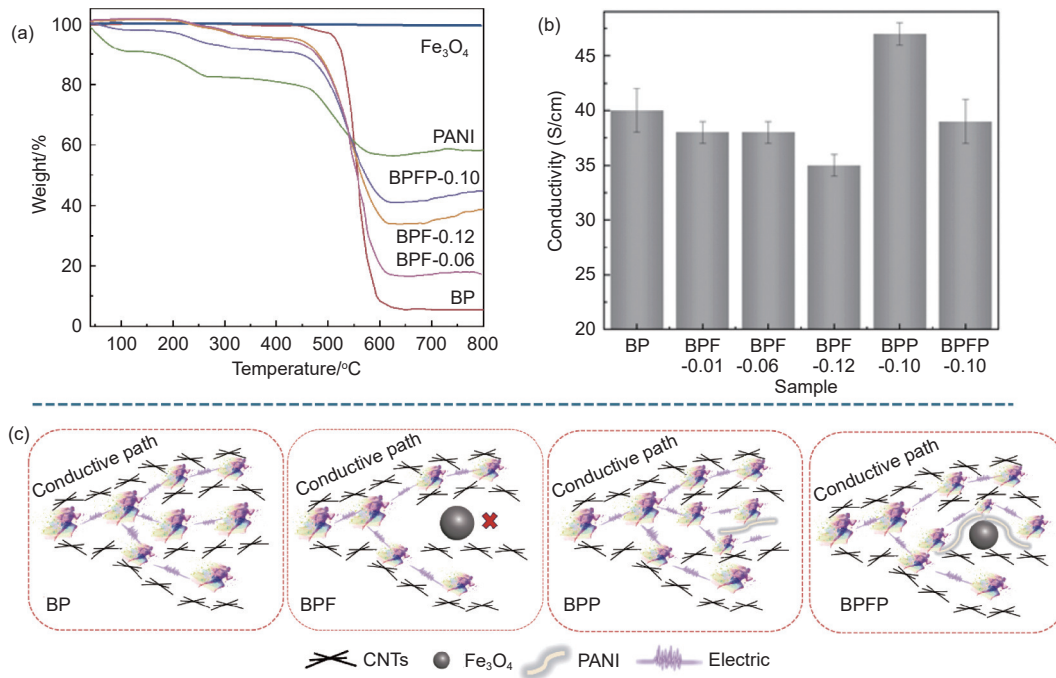 (a)
100
80
60
40
20
0
Weight/%
Fe₃O₄
PANI
BPFP-0.10
BPF-0.12
BPF-0.06
BP
100 200 300 400 500 600 700 800
Temperature/°C
(b)
45
40
35
30
25
20
Conductivity (S/cm)
BP BPF BPF BPF BPP BPFP
-0.01 -0.06 -0.12 -0.10 -0.10
Sample
(c)
Conductive path
BP
Conductive path
BPF
Conductive path
BPP
Conductive path
BPFP
CNTs Fe₃O₄ PANI Electric